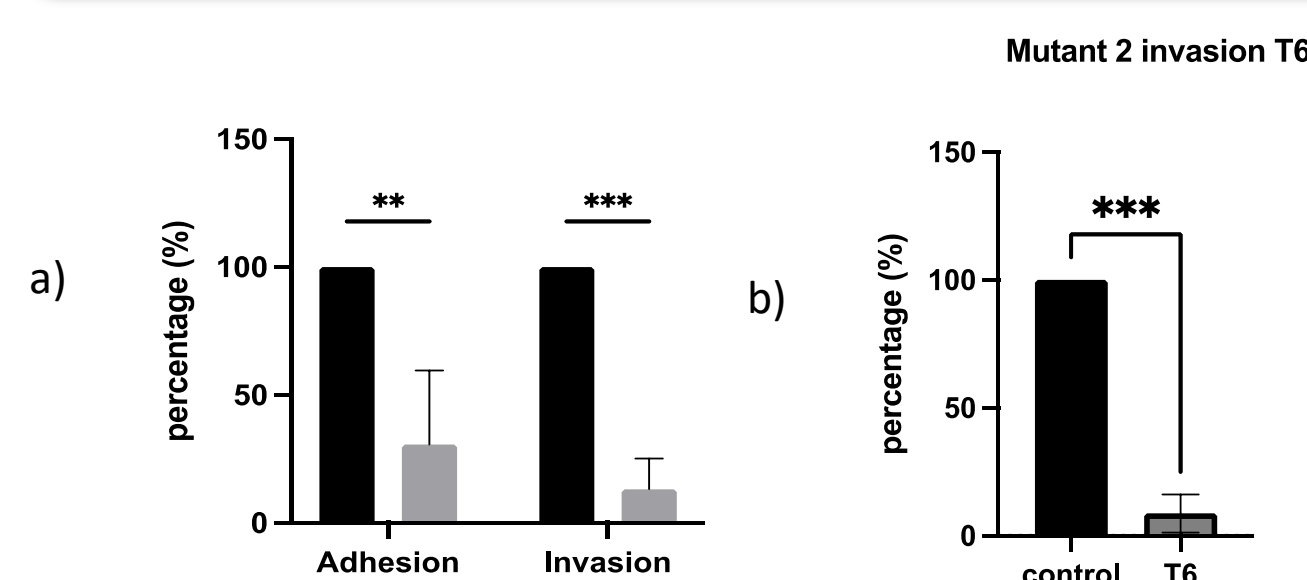 Mutant 2 invasion T6
a)
percentage (%)
150
100
50
0
**
***
Adhesion
Invasion
b)
percentage (%)
150
100
50
0
***
control
T6